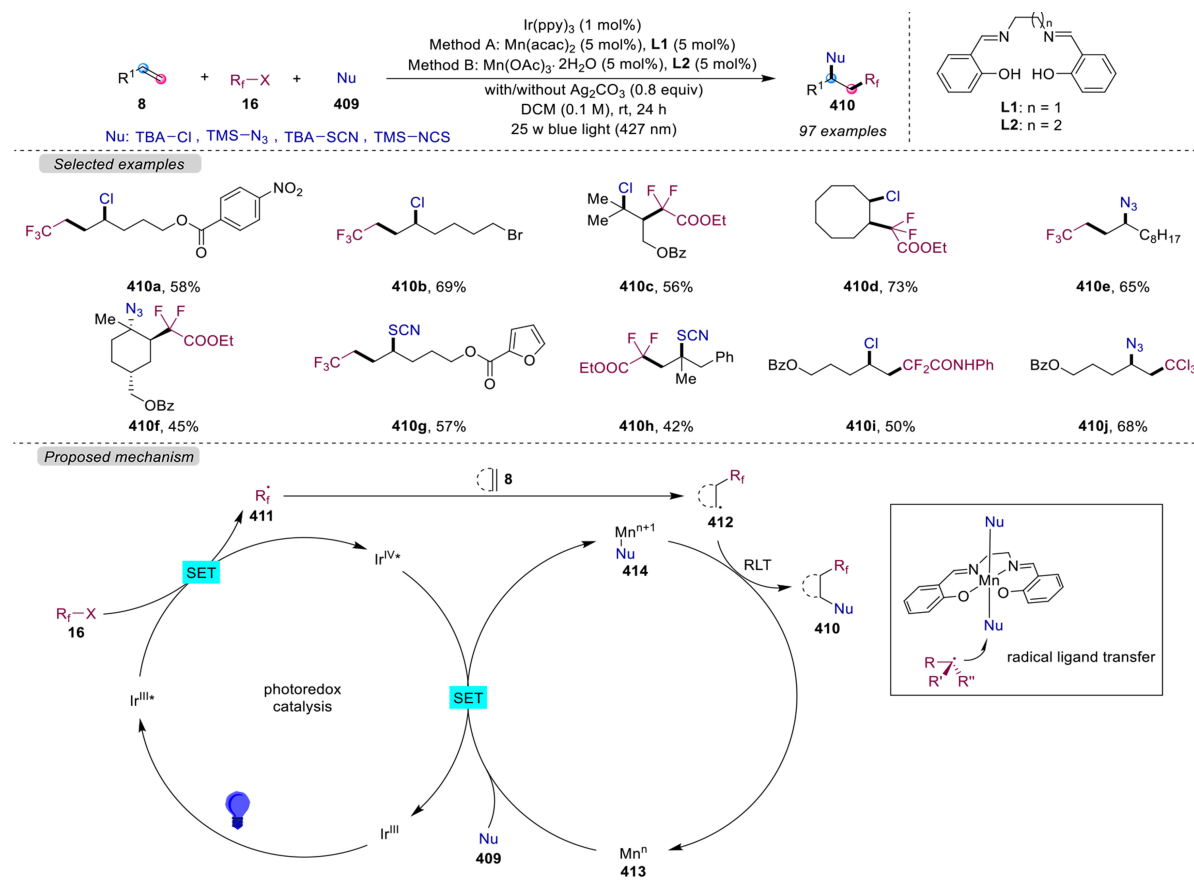 Ir(ppy)3 (1 mol%)
Method A: Mn(acac)2 (5 mol%), L1 (5 mol%)
Method B: Mn(OAc)3· 2H2O (5 mol%), L2 (5 mol%)
R1 + Rf–X + Nu
8 16 409
with/without Ag2CO3 (0.8 equiv)
DCM (0.1 M), rt, 24 h
25 w blue light (427 nm)
Nu: TBA–Cl , TMS–N3 , TBA–SCN , TMS–NCS
Nu
R1 Rf
410
97 examples
n
N N
OH HO
L1: n = 1
L2: n = 2
Selected examples
Cl
F3C
O
O
NO2
410a, 58%
Cl
F3C
Br
410b, 69%
Cl
Me
Me
F F
COOEt
OBz
410c, 56%
Cl
F
F
COOEt
410d, 73%
N3
F3C
C8H17
410e, 65%
N3
Me
F F
COOEt
OBz
410f, 45%
SCN
F3C
O
O
O
410g, 57%
F F
SCN
Ph
EtOOC
Me
410h, 42%
Cl
BzO
CF2CONHPh
410i, 50%
N3
BzO
CCl3
410j, 68%
Proposed mechanism
Rf•
411
8
Rf
412
IrIV*
SET
Rf–X
16
IrIII*
photoredox
catalysis
IrIII
SET
Nu
409
Mnn+1
Nu
414
RLT
Rf
Nu
410
Mnn
413
Nu
N N
Mn
O O
Nu
R C
R' R''
radical ligand transfer